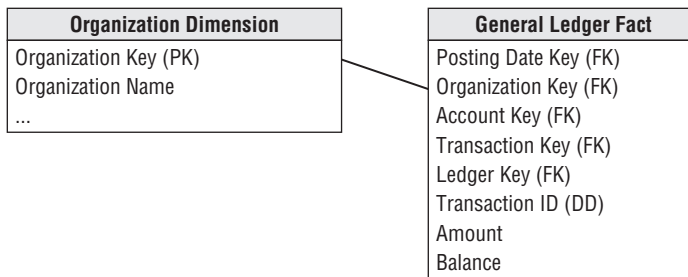 Organization Dimension
Organization Key (PK)
Organization Name
...
General Ledger Fact
Posting Date Key (FK)
Organization Key (FK)
Account Key (FK)
Transaction Key (FK)
Ledger Key (FK)
Transaction ID (DD)
Amount
Balance